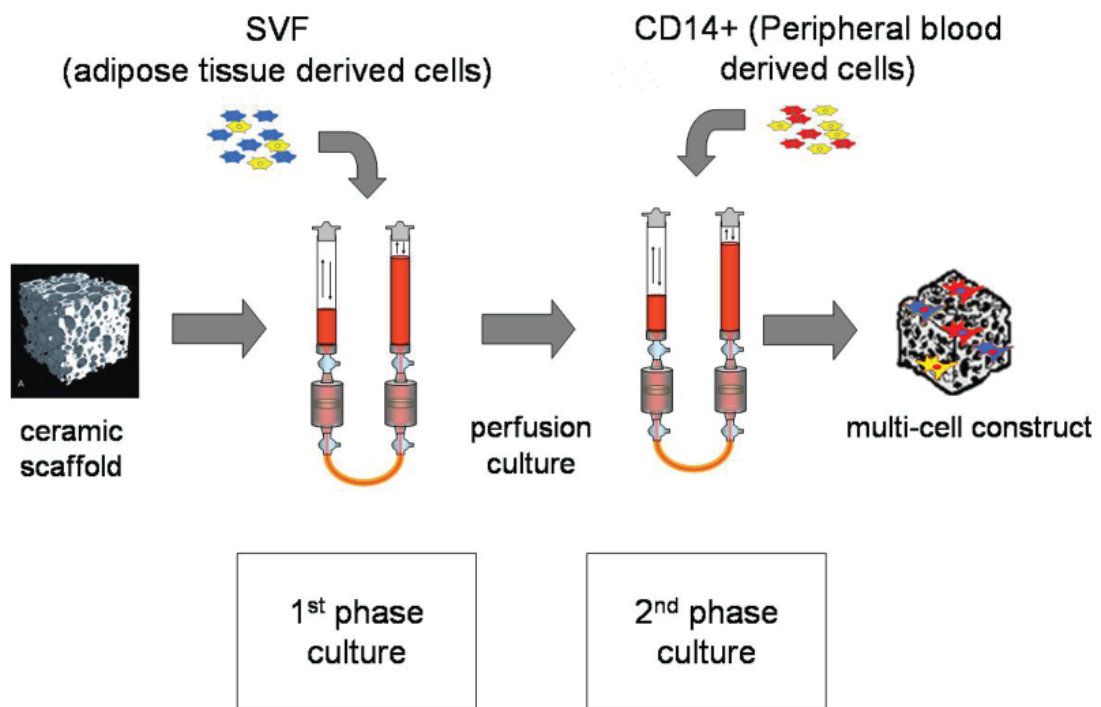 SVF
(adipose tissue derived cells)
CD14+ (Peripheral blood
derived cells)
A
ceramic
scaffold
perfusion
culture
multi-cell construct
1st phase
culture
2nd phase
culture